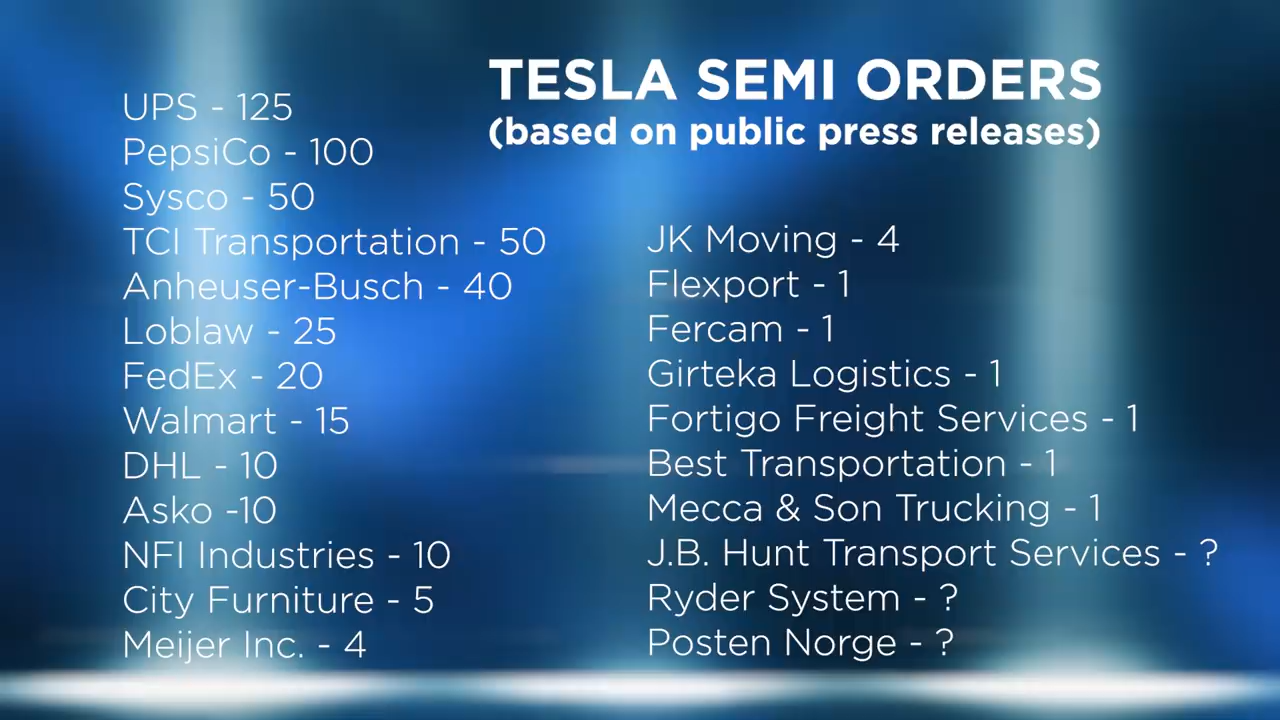 TESLA SEMI ORDERS
(based on public press releases)
UPS - 125
PepsiCo - 100
Sysco - 50
TCI Transportation - 50
Anheuser-Busch - 40
Loblaw - 25
FedEx - 20
Walmart - 15
DHL - 10
Asko -10
NFI Industries - 10
City Furniture - 5
Meijer Inc. - 4
JK Moving - 4
Flexport - 1
Fercam - 1
Girteka Logistics - 1
Fortigo Freight Services - 1
Best Transportation - 1
Mecca & Son Trucking - 1
J.B. Hunt Transport Services - ?
Ryder System - ?
Posten Norge - ?